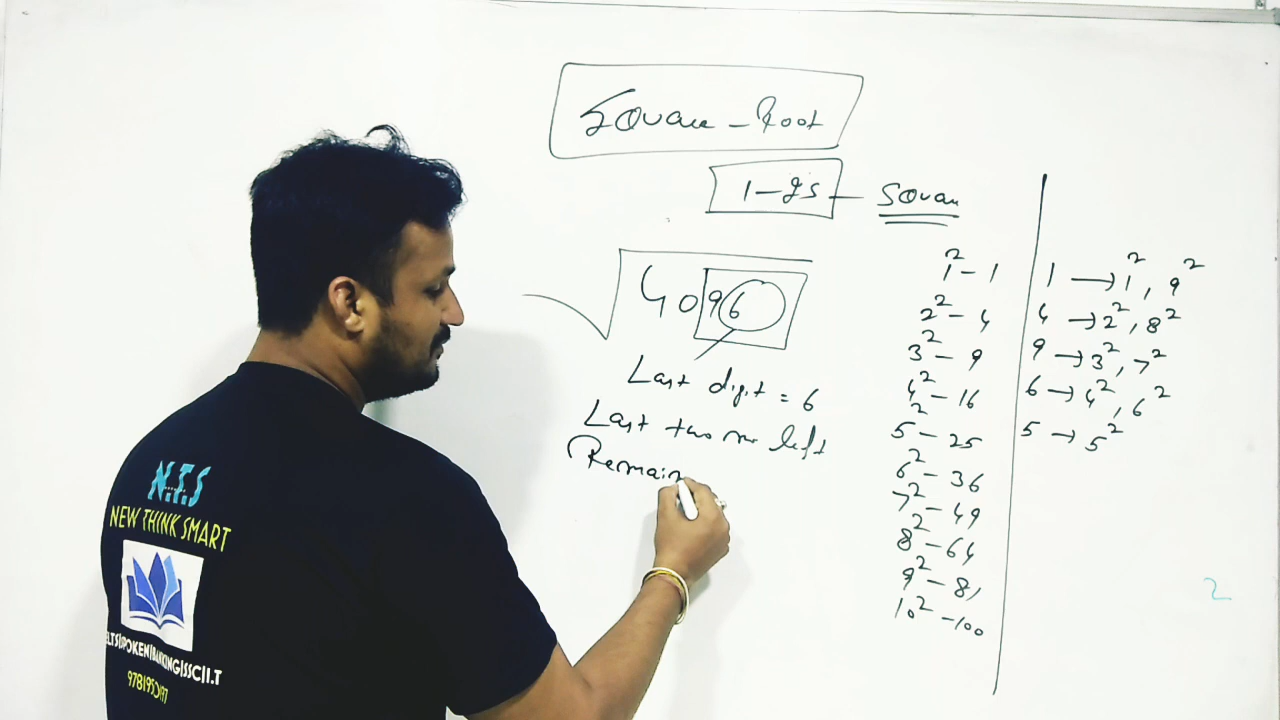 Square - Root
1 - 25 - Square
√4096
Last digit = 6
Last two no left
Remain
1² - 1
2² - 4
3² - 9
4² - 16
5² - 25
6² - 36
7² - 49
8² - 64
9² - 81
10² - 100
1 → 1², 9²
4 → 2², 8²
9 → 3², 7²
6 → 4², 6²
5 → 5²
2
N.T.S
NEW THINK SMART